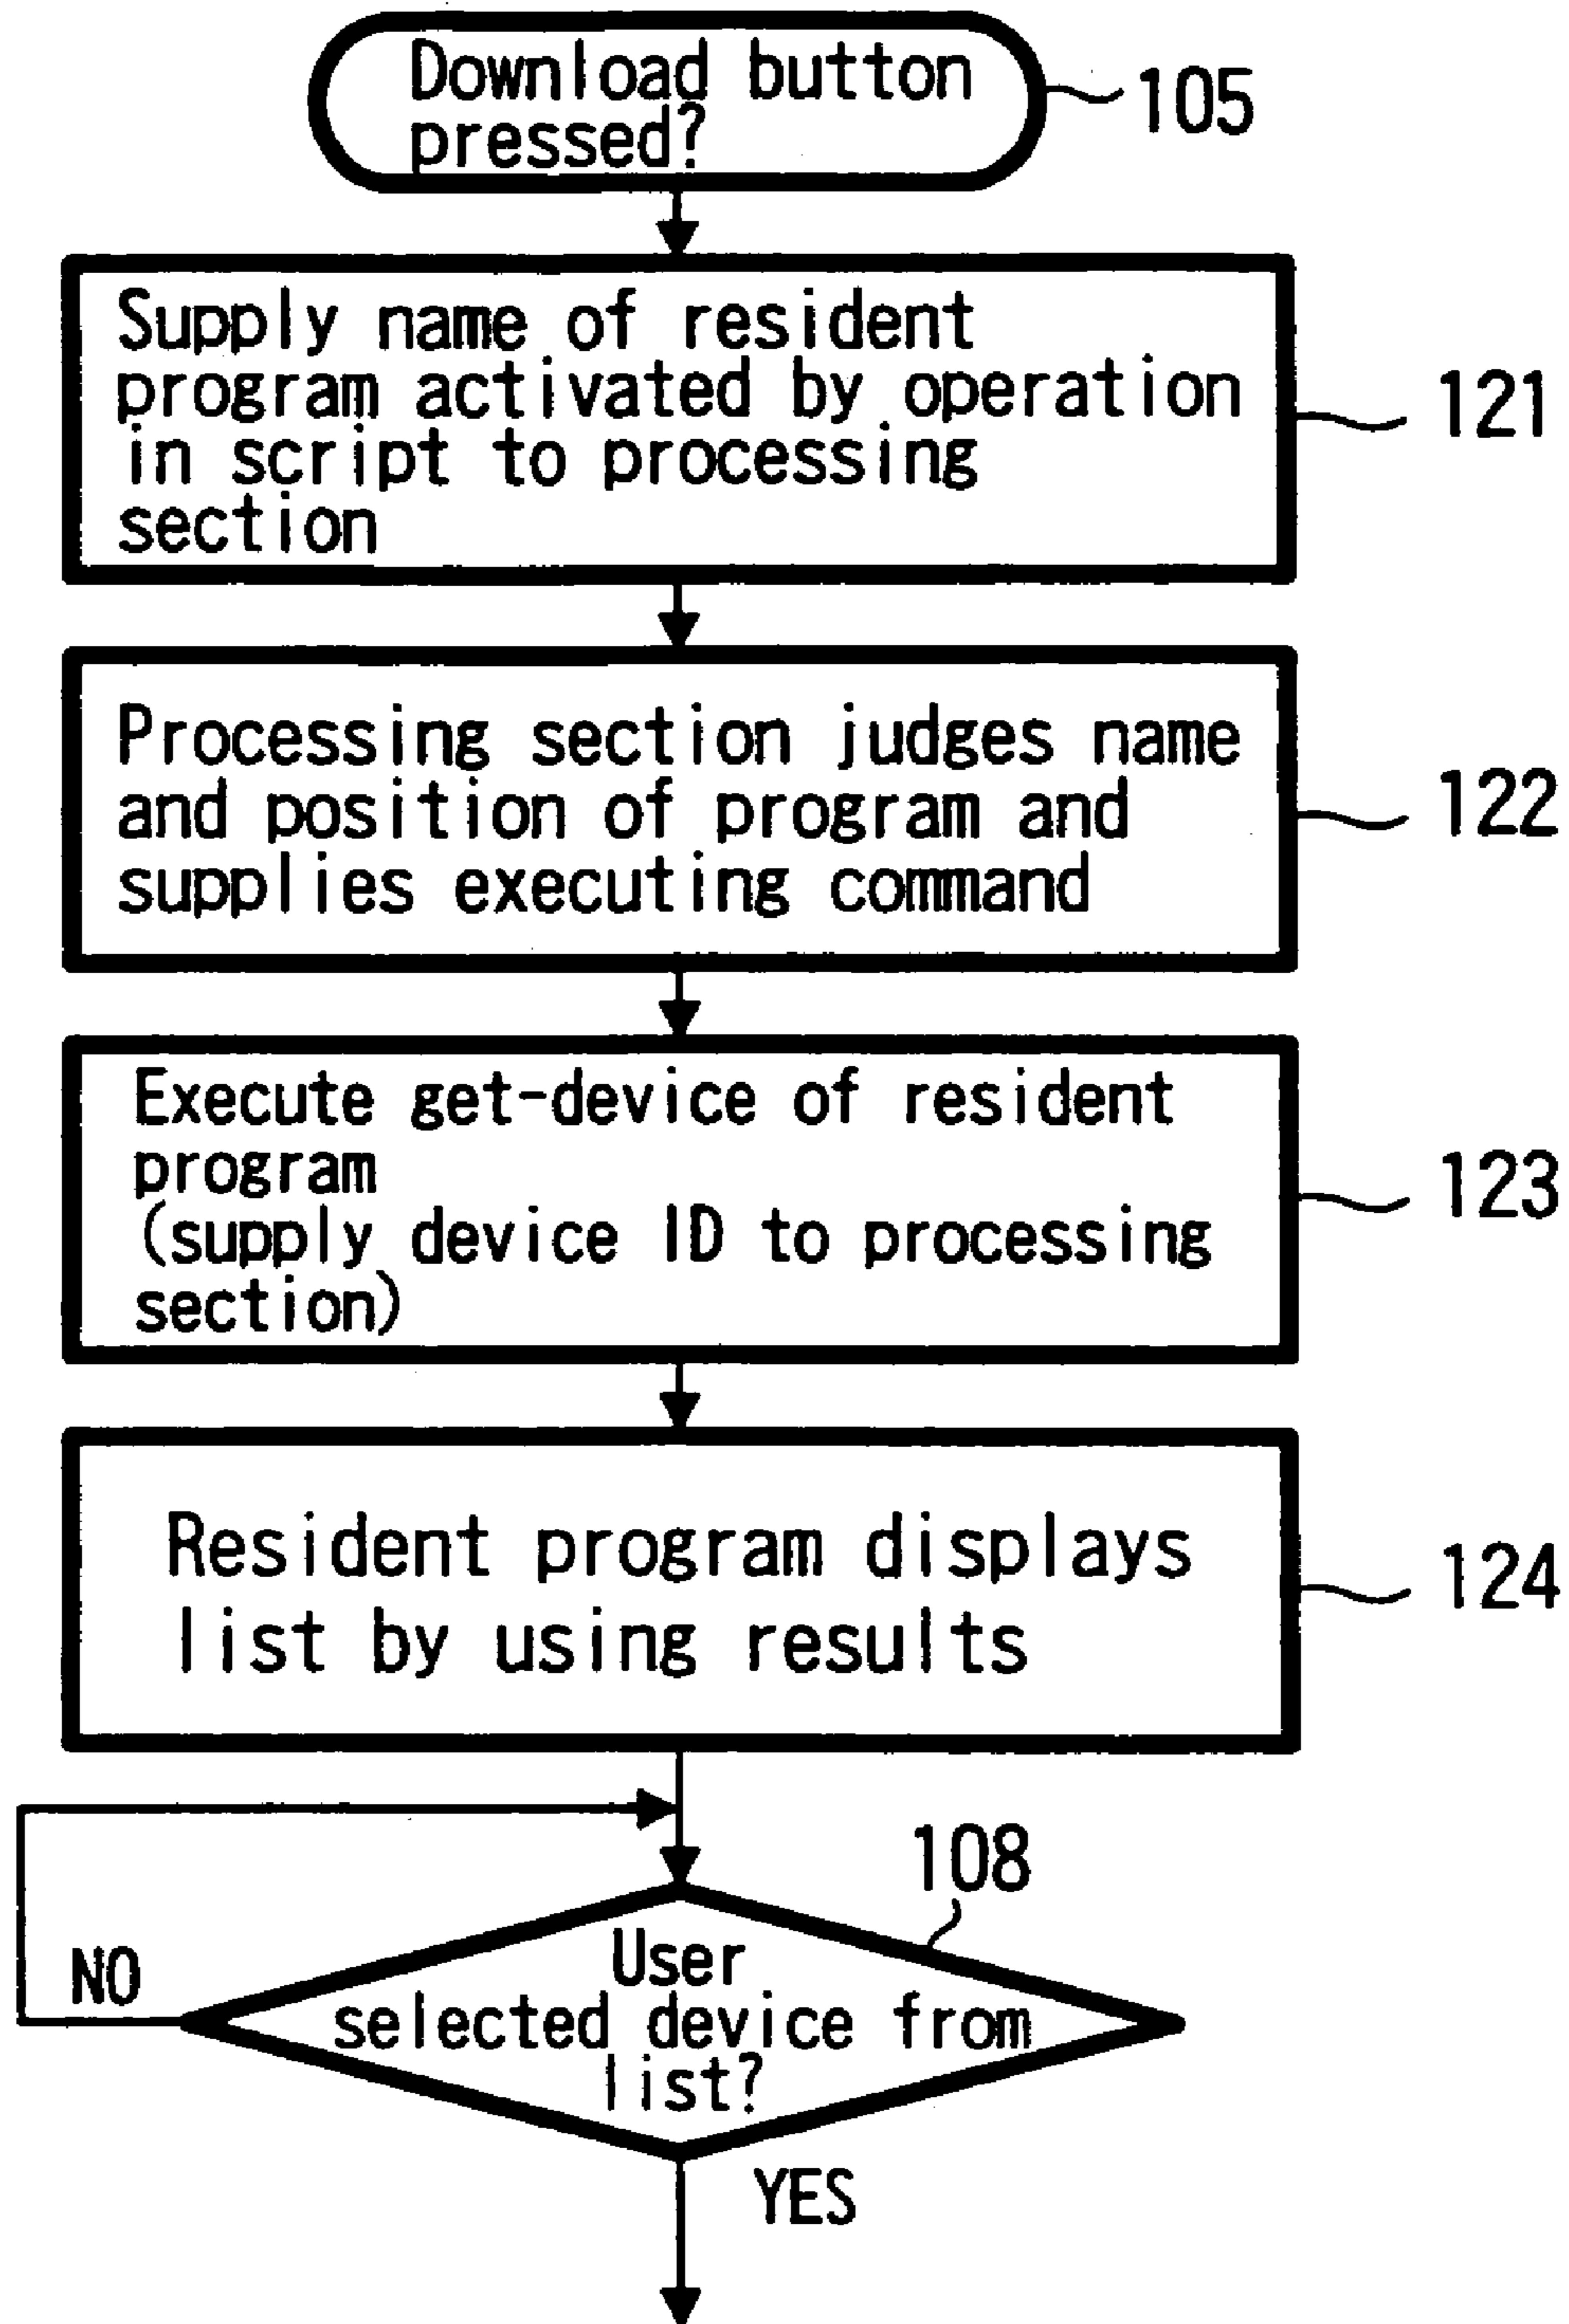 Download button
pressed?
105
Supply name of resident
program activated by operation
in script to processing
section
121
Processing section judges name
and position of program and
supplies executing command
122
Execute get-device of resident
program
(supply device ID to processing
section)
123
Resident program displays
list by using results
124
108
User
selected device from
list?
NO
YES